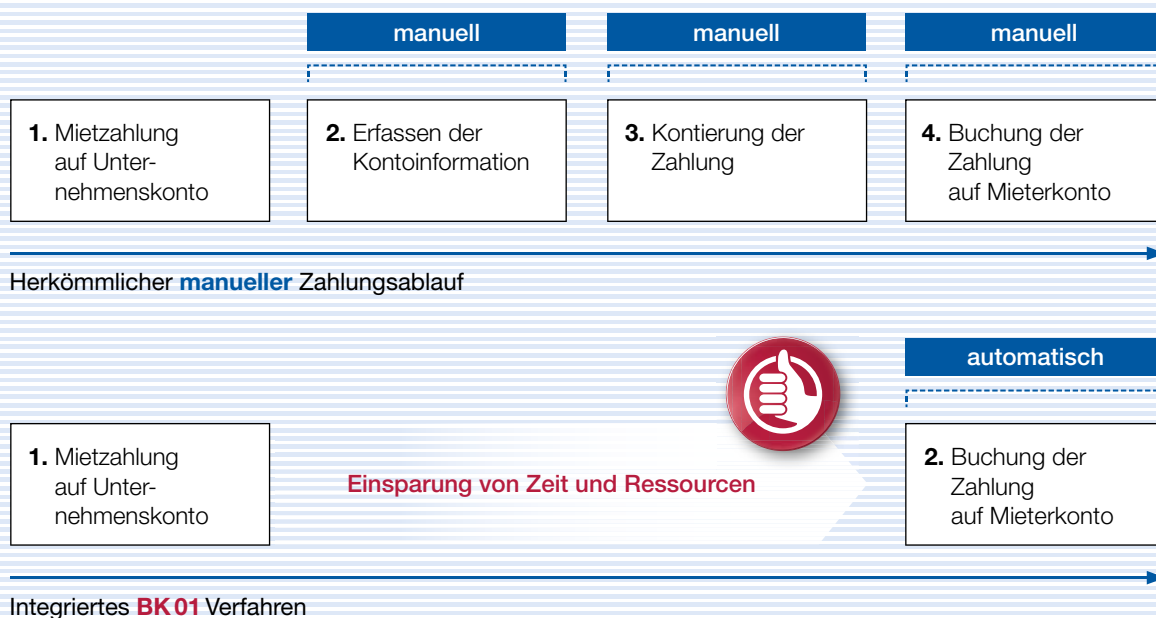 manuell
manuell
manuell
1. Mietzahlung
auf Unter-
nehmenskonto
2. Erfassen der
Kontoinformation
3. Kontierung der
Zahlung
4. Buchung der
Zahlung
auf Mieterkonto
Herkömmlicher manueller Zahlungsablauf
automatisch
1. Mietzahlung
auf Unter-
nehmenskonto
Einsparung von Zeit und Ressourcen
2. Buchung der
Zahlung
auf Mieterkonto
Integriertes BK 01 Verfahren